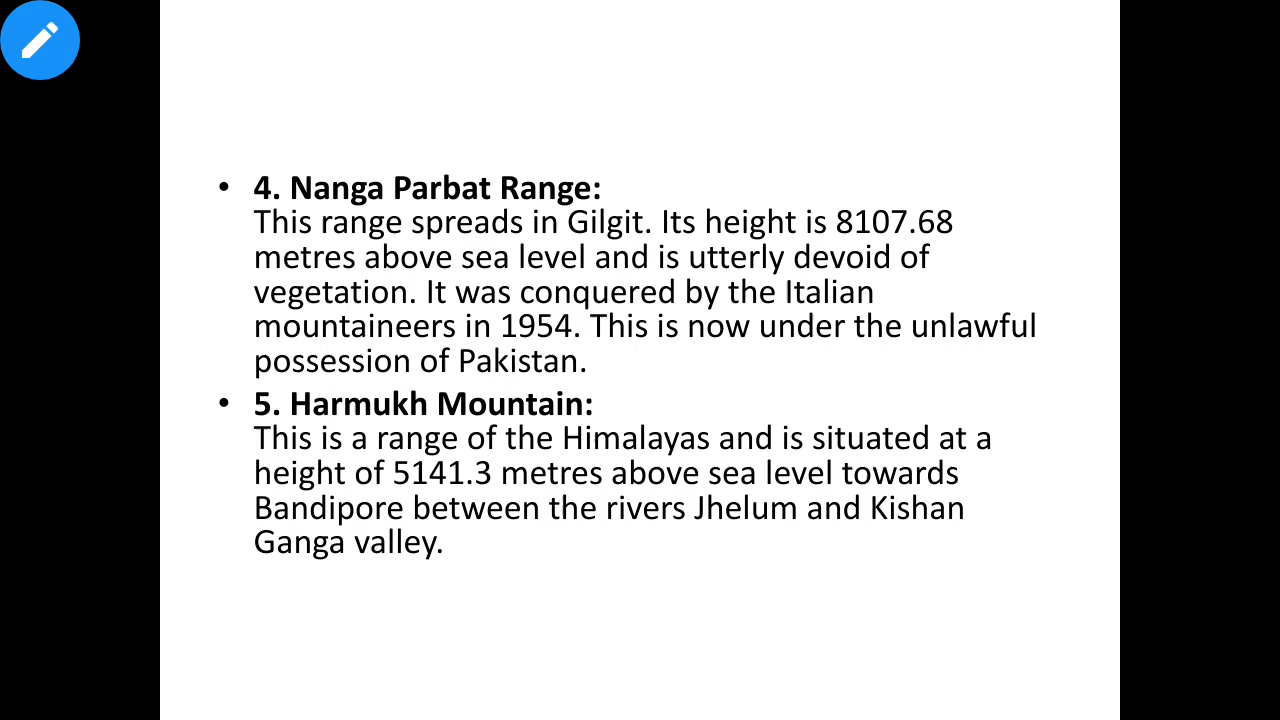 • 4. Nanga Parbat Range:
This range spreads in Gilgit. Its height is 8107.68
metres above sea level and is utterly devoid of
vegetation. It was conquered by the Italian
mountaineers in 1954. This is now under the unlawful
possession of Pakistan.
• 5. Harmukh Mountain:
This is a range of the Himalayas and is situated at a
height of 5141.3 metres above sea level towards
Bandipore between the rivers Jhelum and Kishan
Ganga valley.